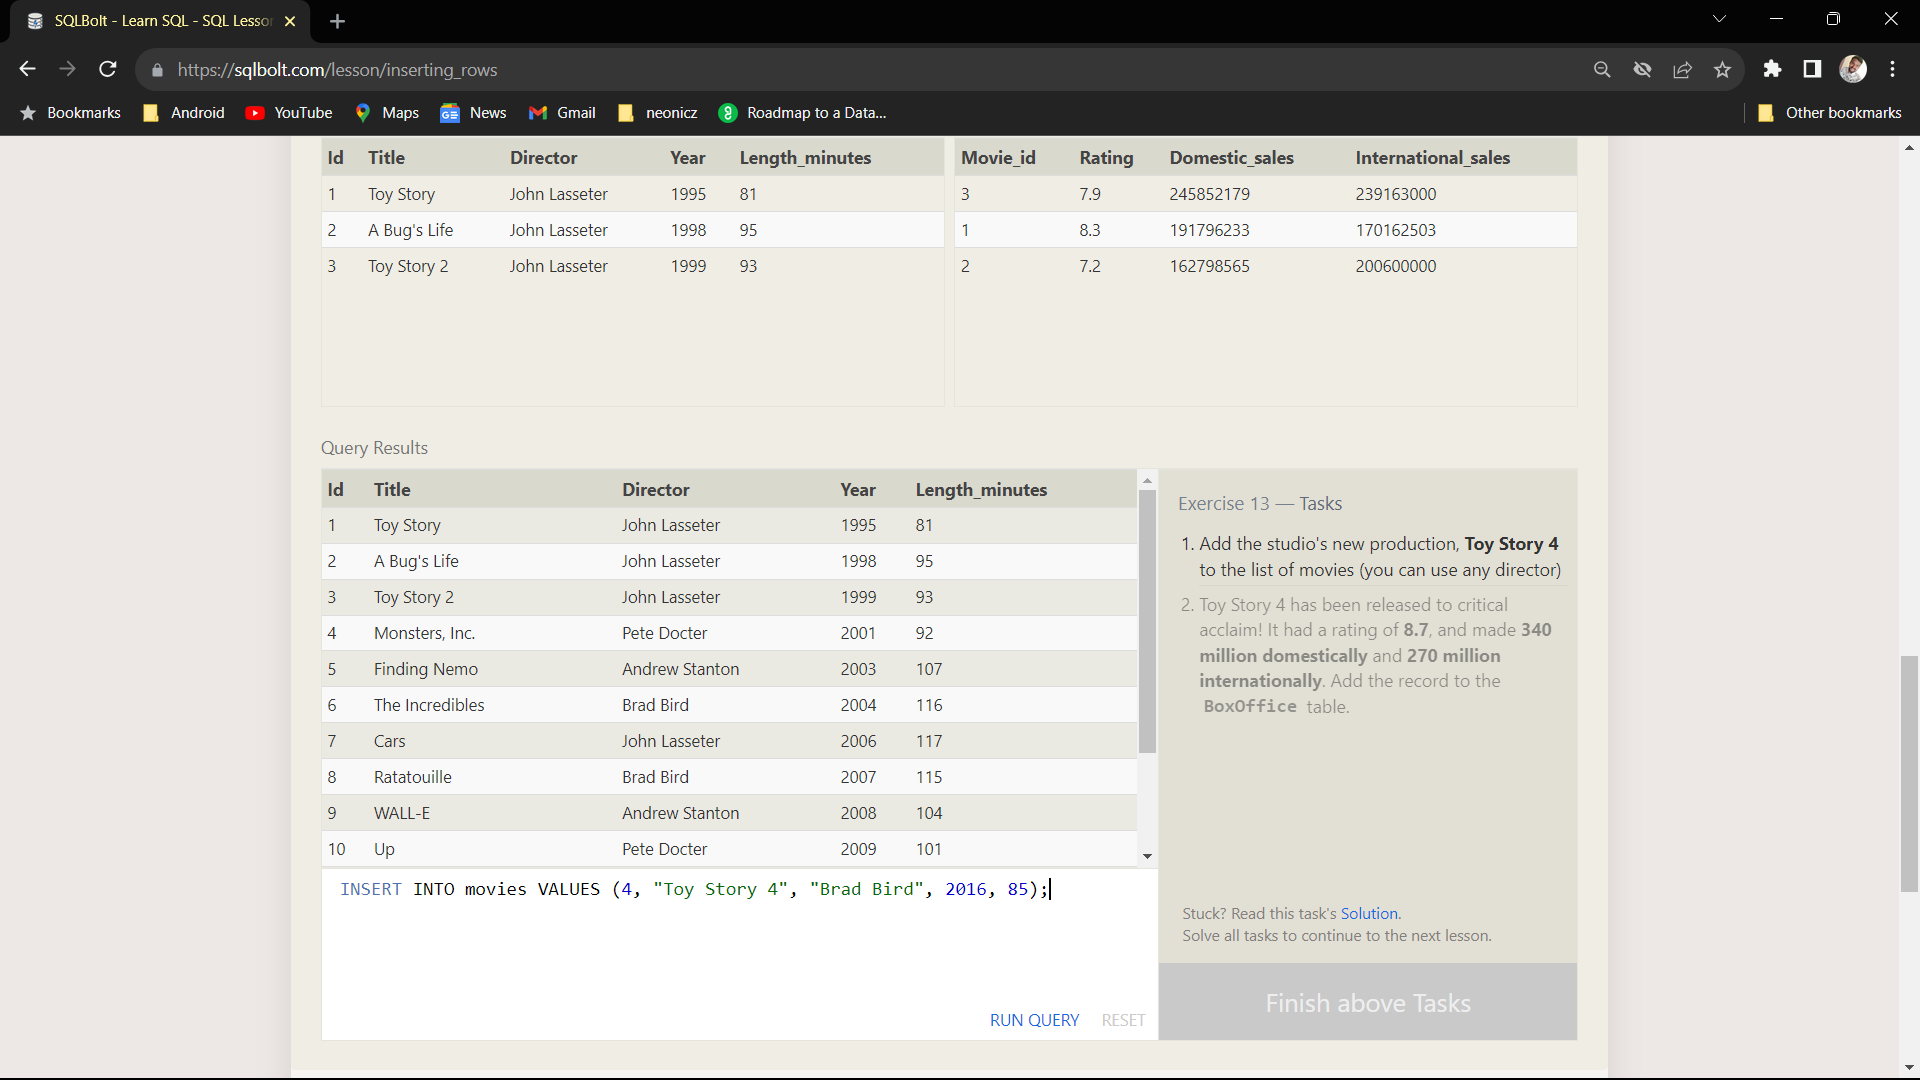 SQLBolt - Learn SQL - SQL Lesso
https://sqlbolt.com/lesson/inserting_rows
Bookmarks Android YouTube Maps News Gmail neonicz Roadmap to a Data... Other bookmarks
Id Title Director Year Length_minutes
1 Toy Story John Lasseter 1995 81
2 A Bug's Life John Lasseter 1998 95
3 Toy Story 2 John Lasseter 1999 93
Movie_id Rating Domestic_sales International_sales
3 7.9 245852179 239163000
1 8.3 191796233 170162503
2 7.2 162798565 200600000
Query Results
Id Title Director Year Length_minutes
1 Toy Story John Lasseter 1995 81
2 A Bug's Life John Lasseter 1998 95
3 Toy Story 2 John Lasseter 1999 93
4 Monsters, Inc. Pete Docter 2001 92
5 Finding Nemo Andrew Stanton 2003 107
6 The Incredibles Brad Bird 2004 116
7 Cars John Lasseter 2006 117
8 Ratatouille Brad Bird 2007 115
9 WALL-E Andrew Stanton 2008 104
10 Up Pete Docter 2009 101
INSERT INTO movies VALUES (4, "Toy Story 4", "Brad Bird", 2016, 85);
RUN QUERY RESET
Exercise 13 — Tasks
1. Add the studio's new production, Toy Story 4
to the list of movies (you can use any director)
2. Toy Story 4 has been released to critical
acclaim! It had a rating of 8.7, and made 340
million domestically and 270 million
internationally. Add the record to the
BoxOffice table.
Stuck? Read this task's Solution.
Solve all tasks to continue to the next lesson.
Finish above Tasks